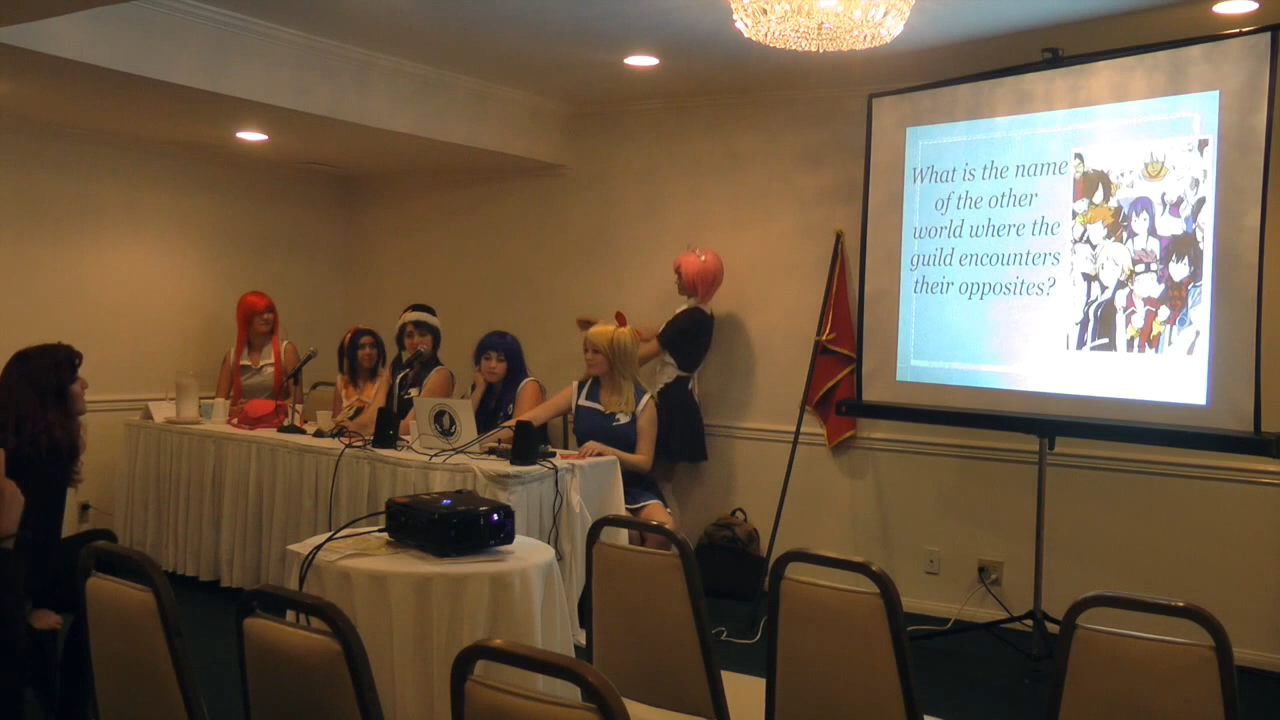 What is the name
of the other
world where the
guild encounters
their opposites?